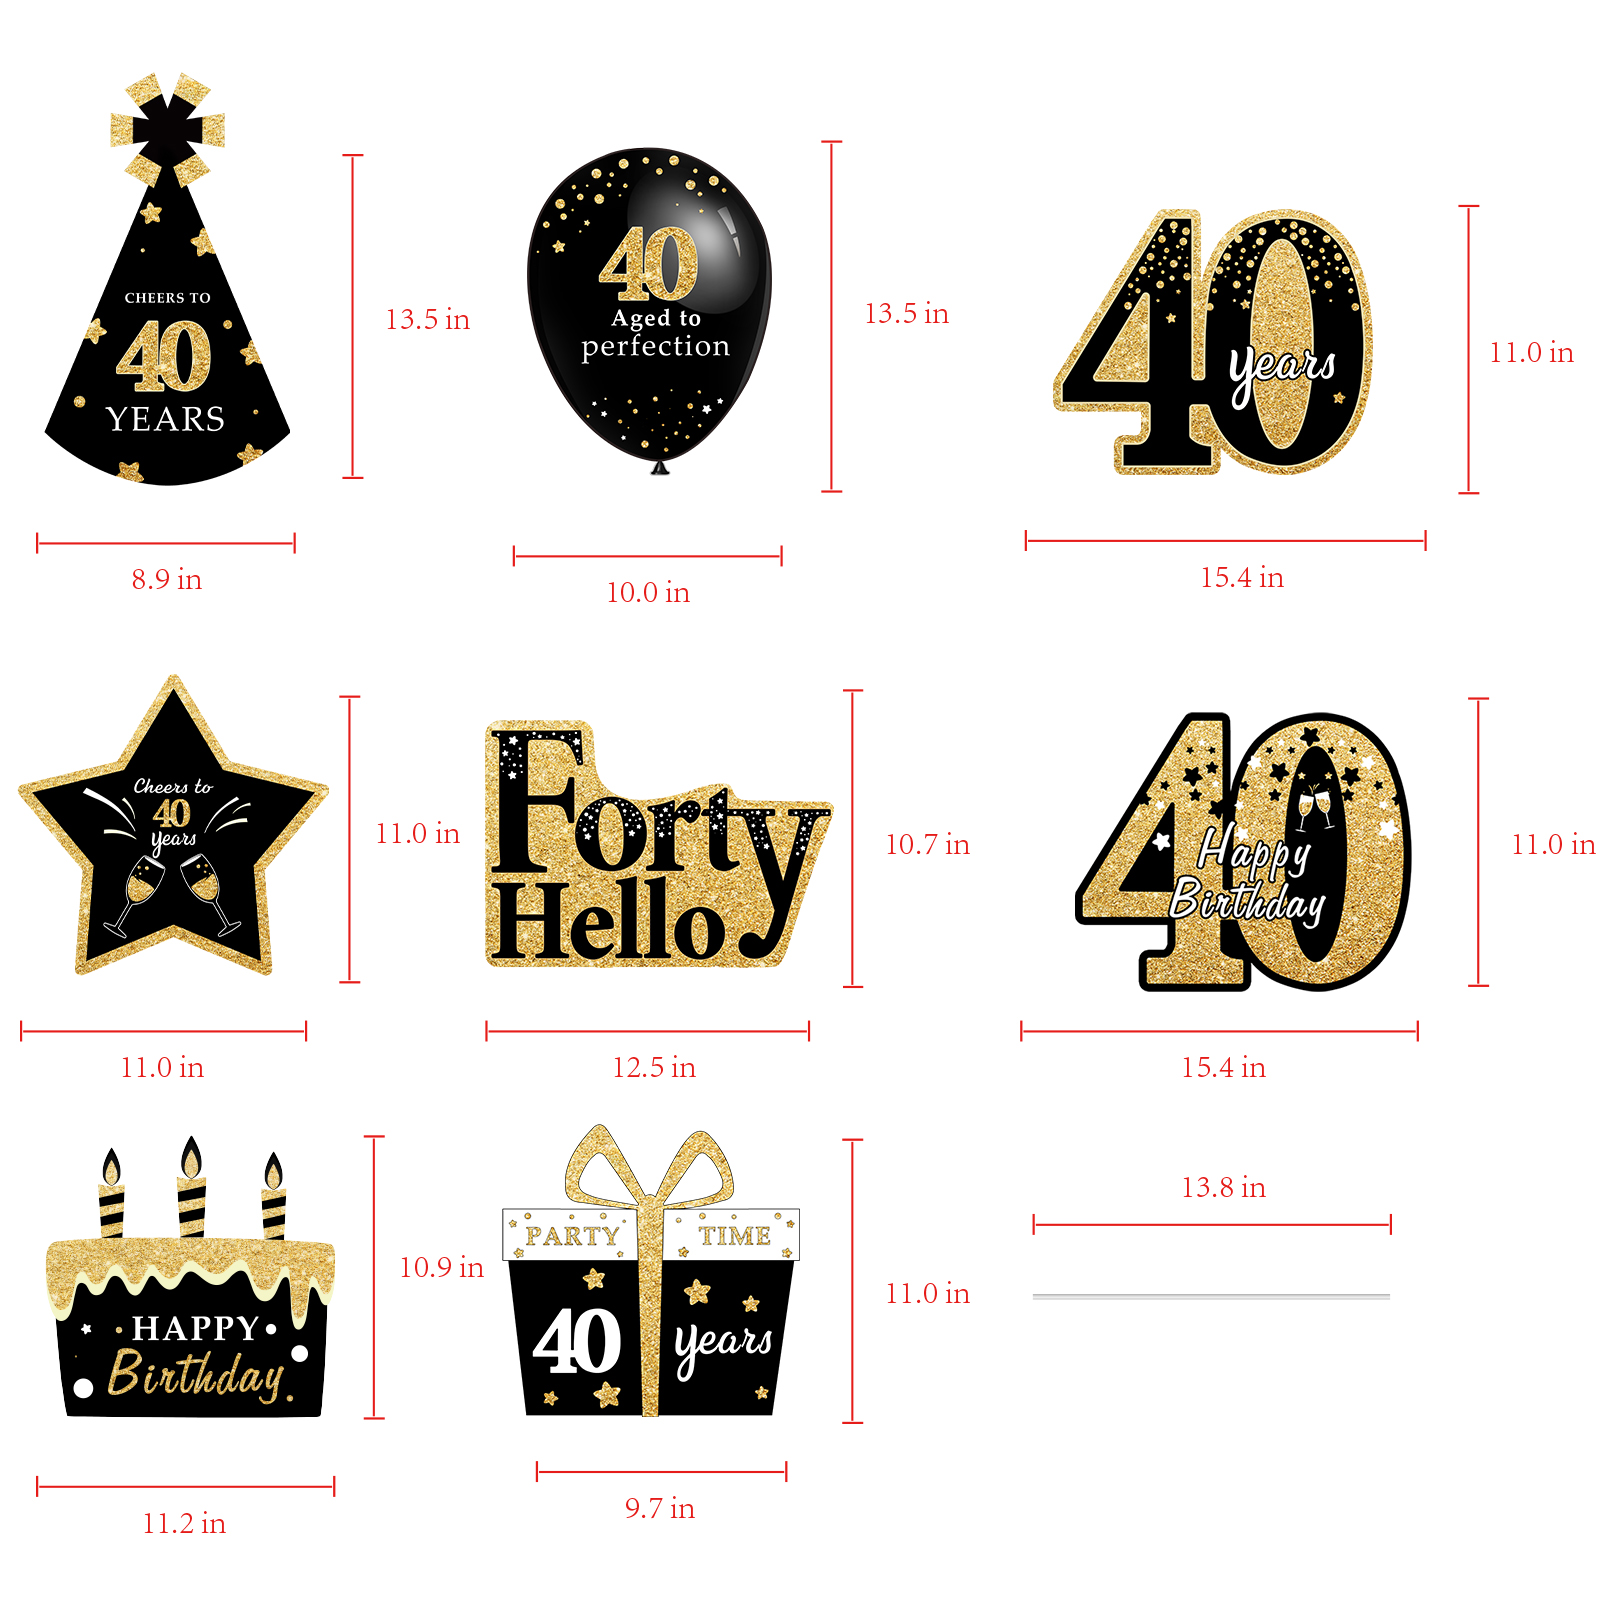 CHEERS TO
40
YEARS
13.5 in
8.9 in
40
Aged to
perfection
13.5 in
10.0 in
40
years
11.0 in
15.4 in
Cheers to
40
years
11.0 in
11.0 in
Forty
Hello
10.7 in
12.5 in
40
Happy
Birthday
11.0 in
15.4 in
HAPPY
Birthday
10.9 in
11.2 in
PARTY TIME
40 years
11.0 in
9.7 in
13.8 in